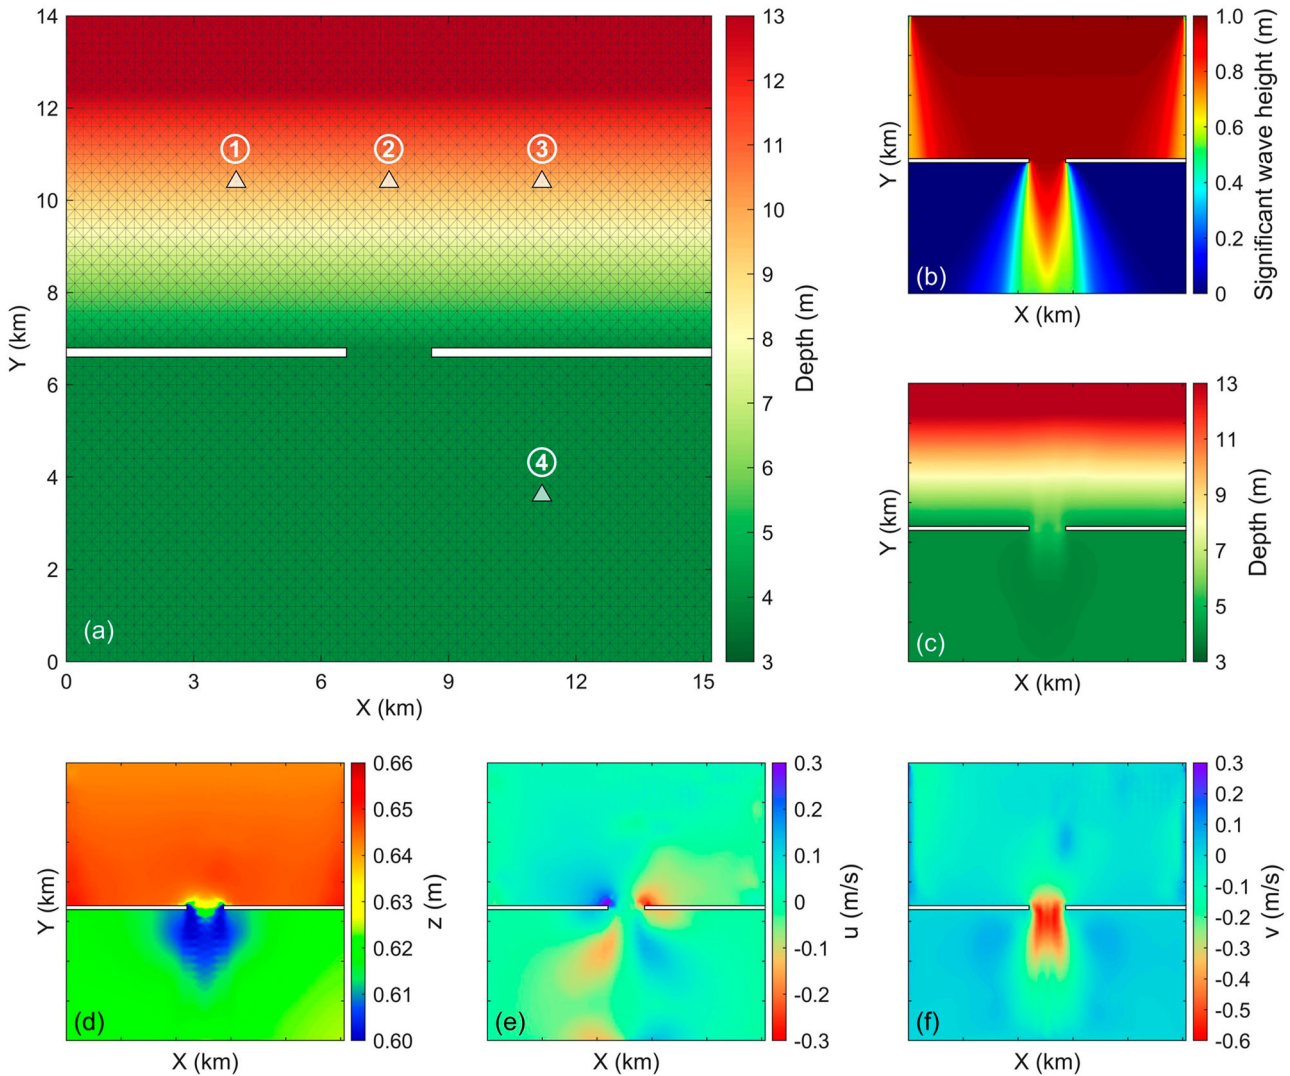 14
12
10
8
6
4
2
0
Y (km)
1
2
3
4
(a)
0
3
6
9
12
15
X (km)
13
12
11
10
9
8
7
6
5
4
3
Depth (m)
Y (km)
(b)
X (km)
1.0
0.8
0.6
0.4
0.2
0
Significant wave height (m)
Y (km)
(c)
X (km)
13
11
9
7
5
3
Depth (m)
Y (km)
(d)
X (km)
0.66
0.65
0.64
0.63
0.62
0.61
0.60
z (m)
(e)
X (km)
0.3
0.2
0.1
0
-0.1
-0.2
-0.3
u (m/s)
(f)
X (km)
0.3
0.2
0.1
0
-0.1
-0.2
-0.3
-0.4
-0.5
-0.6
v (m/s)